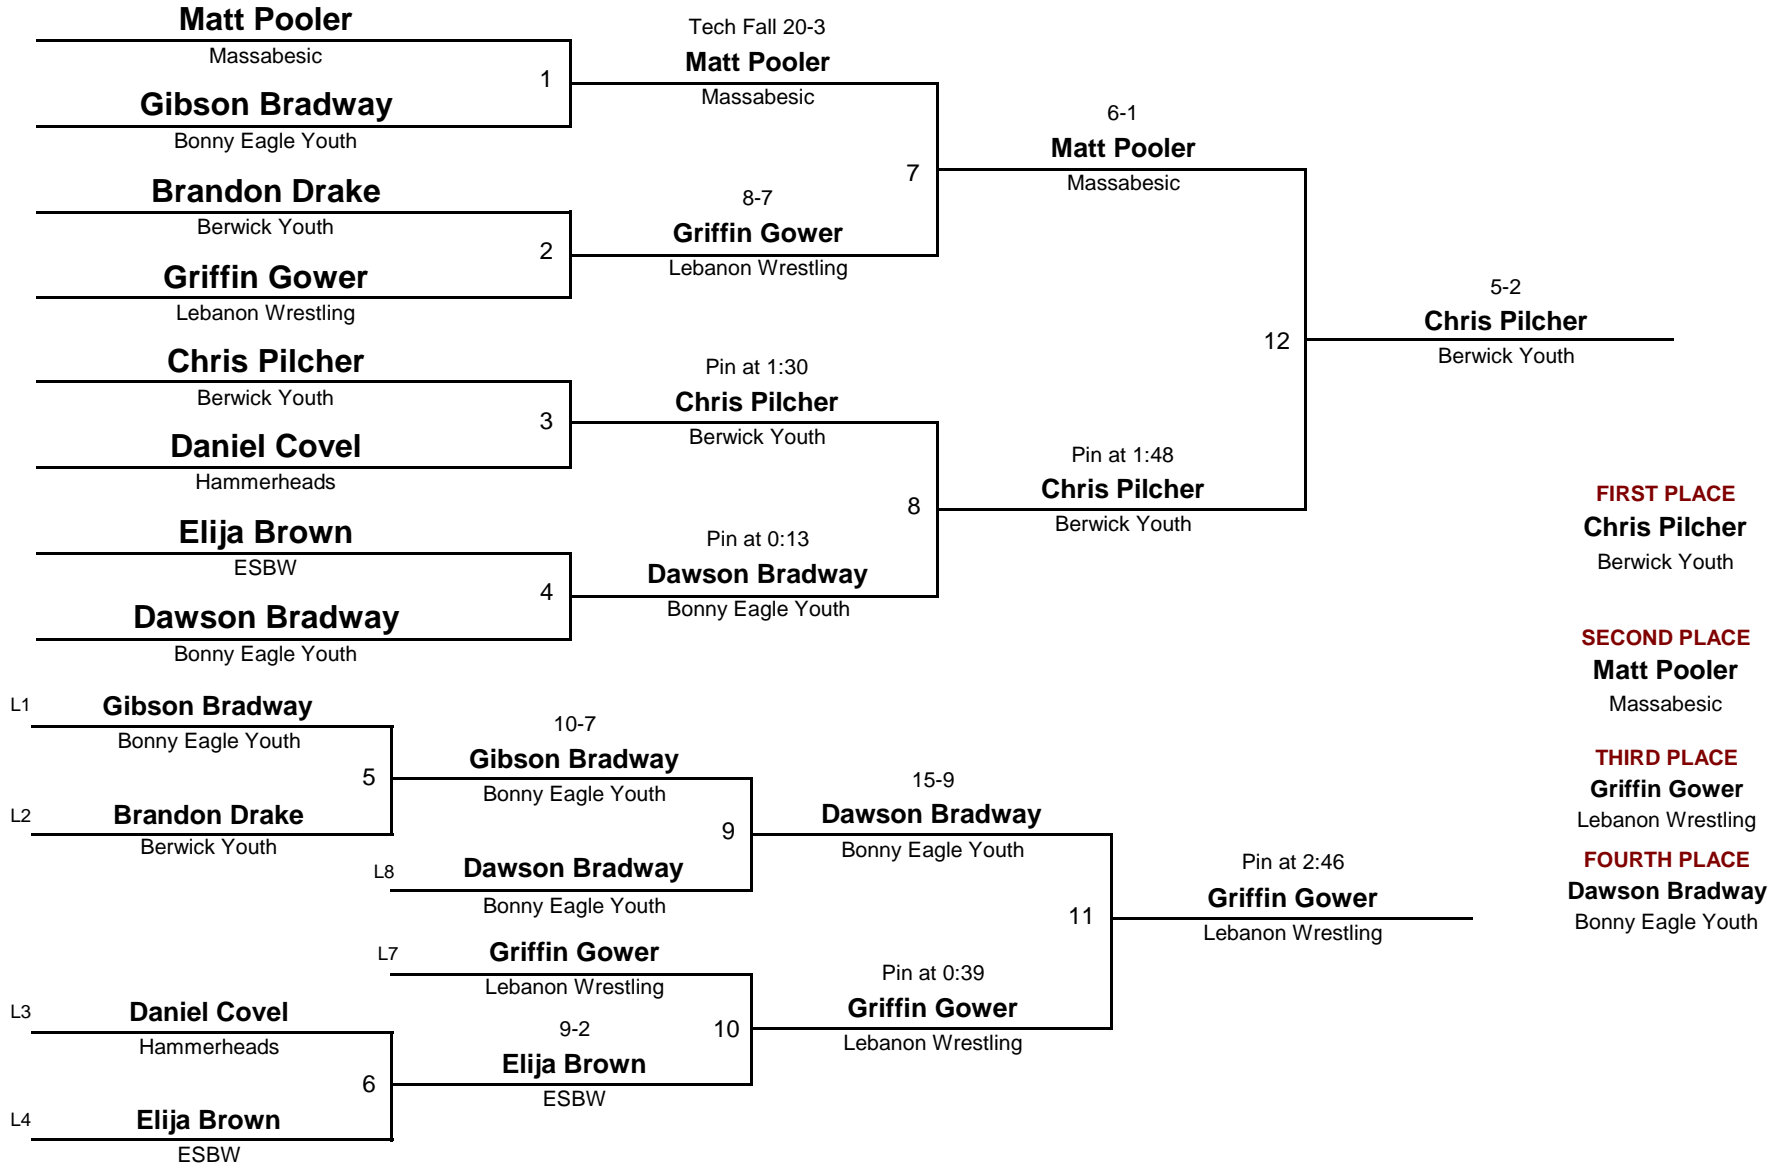 Matt Pooler
Massabesic
1
Gibson Bradway
Bonny Eagle Youth
Tech Fall 20-3
Matt Pooler
Massabesic
Brandon Drake
Berwick Youth
2
Griffin Gower
Lebanon Wrestling
8-7
Griffin Gower
Lebanon Wrestling
7
6-1
Matt Pooler
Massabesic
Chris Pilcher
Berwick Youth
3
Daniel Covel
Hammerheads
Pin at 1:30
Chris Pilcher
Berwick Youth
Elija Brown
ESBW
4
Dawson Bradway
Bonny Eagle Youth
Pin at 0:13
Dawson Bradway
Bonny Eagle Youth
8
Pin at 1:48
Chris Pilcher
Berwick Youth
12
5-2
Chris Pilcher
Berwick Youth
L1
Gibson Bradway
Bonny Eagle Youth
5
L2
Brandon Drake
Berwick Youth
10-7
Gibson Bradway
Bonny Eagle Youth
9
L8
Dawson Bradway
Bonny Eagle Youth
15-9
Dawson Bradway
Bonny Eagle Youth
L7
Griffin Gower
Lebanon Wrestling
10
L3
Daniel Covel
Hammerheads
6
L4
Elija Brown
ESBW
9-2
Elija Brown
ESBW
Pin at 0:39
Griffin Gower
Lebanon Wrestling
11
Pin at 2:46
Griffin Gower
Lebanon Wrestling
FIRST PLACE
Chris Pilcher
Berwick Youth
SECOND PLACE
Matt Pooler
Massabesic
THIRD PLACE
Griffin Gower
Lebanon Wrestling
FOURTH PLACE
Dawson Bradway
Bonny Eagle Youth